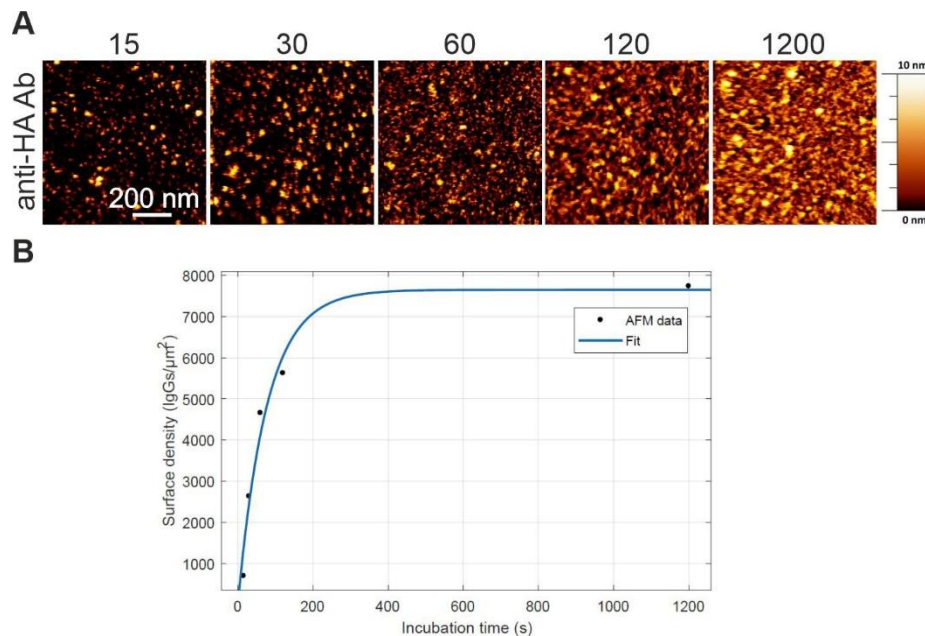 A
15 30 60 120 1200
anti-HA Ab
200 nm
10 nm
0 nm
B
8000
7000
6000
5000
4000
3000
2000
1000
Surface density (IgGs/µm²)
AFM data
Fit
0 200 400 600 800 1000 1200
Incubation time (s)